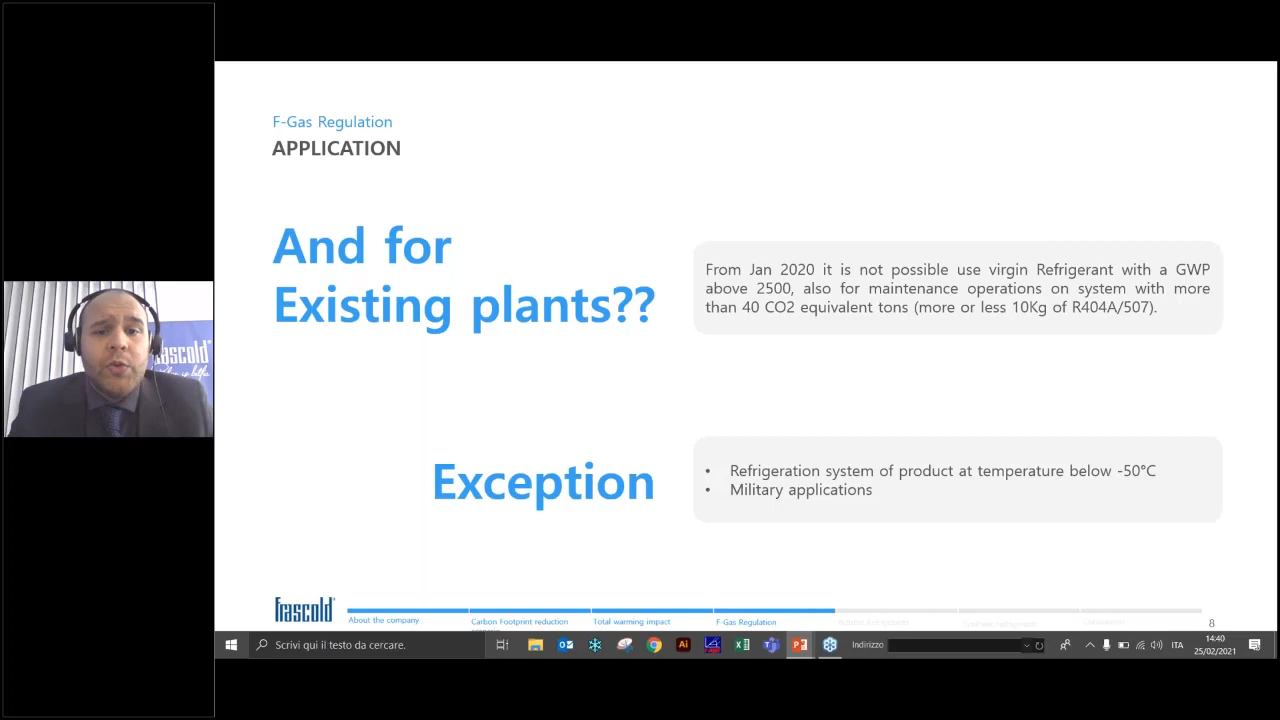 F-Gas Regulation
APPLICATION
And for
Existing plants??
From Jan 2020 it is not possible use virgin Refrigerant with a GWP
above 2500, also for maintenance operations on system with more
than 40 CO2 equivalent tons (more or less 10Kg of R404A/507).
Exception
• Refrigeration system of product at temperature below -50°C
• Military applications
frascold
About the company
Carbon Footprint reduction
Total warming impact
F-Gas Regulation
8
Scrivi qui il testo da cercare.
Indirizzo
ITA
14:40
25/02/2021